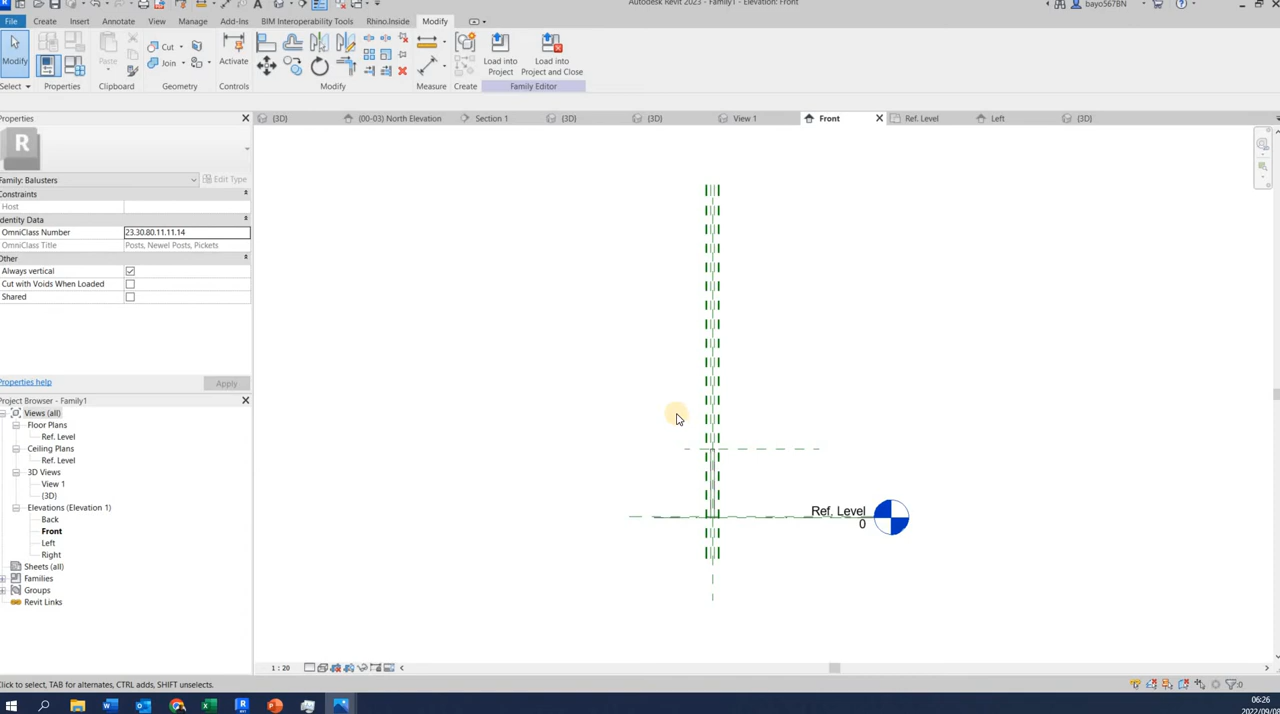 Autodesk Revit 2023 - Family1 - Elevation: Front
bayo567BN
File
Create
Insert
Annotate
View
Manage
Add-Ins
BIM Interoperability Tools
Rhino.Inside
Modify
Modify
Paste
Cut
Join
Activate
Load into
Project
Load into
Project and Close
Select
Properties
Clipboard
Geometry
Controls
Modify
Measure
Create
Family Editor
Properties
{3D}
(00-03) North Elevation
Section 1
{3D}
{3D}
View 1
Front
Ref. Level
Left
{3D}
R
Family: Balusters
Edit Type
Constraints
Host
Identity Data
OmniClass Number
23.30.80.11.11.14
OmniClass Title
Posts, Newel Posts, Pickets
Other
Always vertical
Cut with Voids When Loaded
Shared
Properties help
Apply
Project Browser - Family1
Views (all)
Floor Plans
Ref. Level
Ceiling Plans
Ref. Level
3D Views
View 1
{3D}
Elevations (Elevation 1)
Back
Front
Left
Right
Sheets (all)
Families
Groups
Revit Links
Ref. Level
0
1 : 20
Click to select, TAB for alternates, CTRL adds, SHIFT unselects.
:0
06:26
2022/09/08